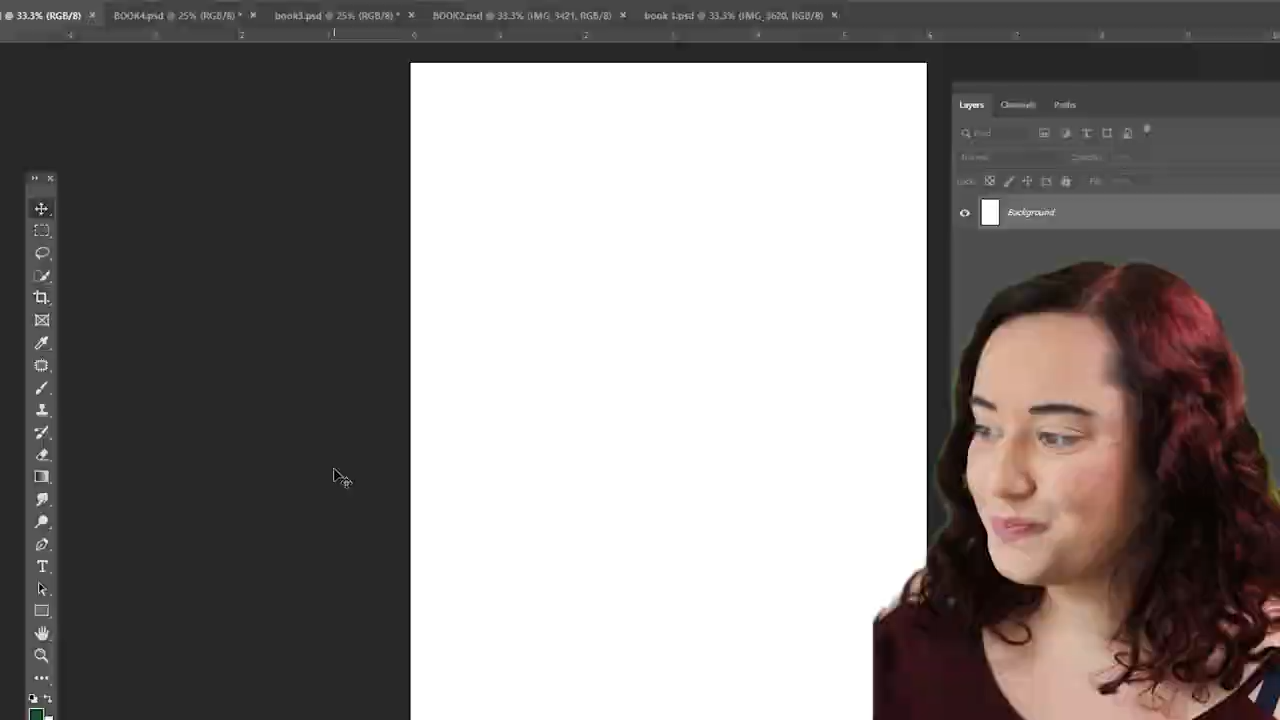 @ 33.3% (RGB/8) × BOOK4.psd @ 25% (RGB/8) * × book3.psd @ 25% (RGB/8) * × BOOK2.psd @ 33.3% (IMG_3421, RGB/8) × book 1.psd @ 33.3% (IMG_3620, RGB/8) ×
Layers Channels Paths
Background